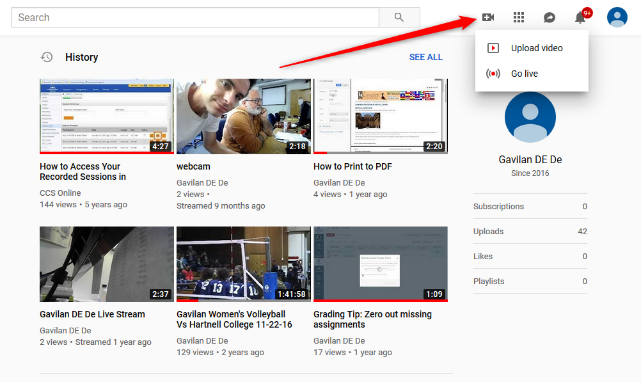 Search
9+
Upload video
Go live
History
SEE ALL
4:27
2:18
2:20
How to Access Your
Recorded Sessions in
CCS Online
144 views • 5 years ago
webcam
Gavilan DE De
2 views •
Streamed 9 months ago
How to Print to PDF
Gavilan DE De
4 views • 1 year ago
Gavilan DE De
Since 2016
Subscriptions 0
Uploads 42
Likes 0
Playlists 0
2:37
1:41:58
1:09
Gavilan DE De Live Stream
Gavilan DE De
2 views • Streamed 1 year ago
Gavilan Women's Volleyball
Vs Hartnell College 11-22-16
Gavilan DE De
129 views • 2 years ago
Grading Tip: Zero out missing
assignments
Gavilan DE De
17 views • 1 year ago